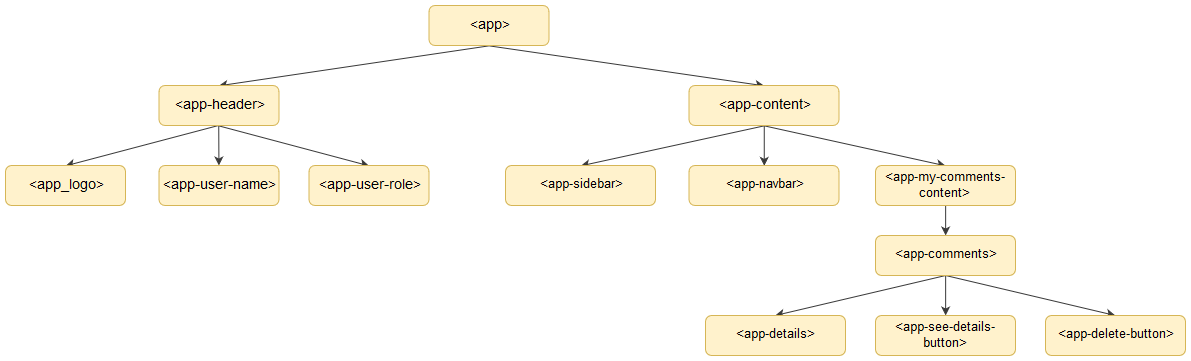 <app>
<app-header>
<app-content>
<app_logo>
<app-user-name>
<app-user-role>
<app-sidebar>
<app-navbar>
<app-my-comments-
content>
<app-comments>
<app-details>
<app-see-details-
button>
<app-delete-button>